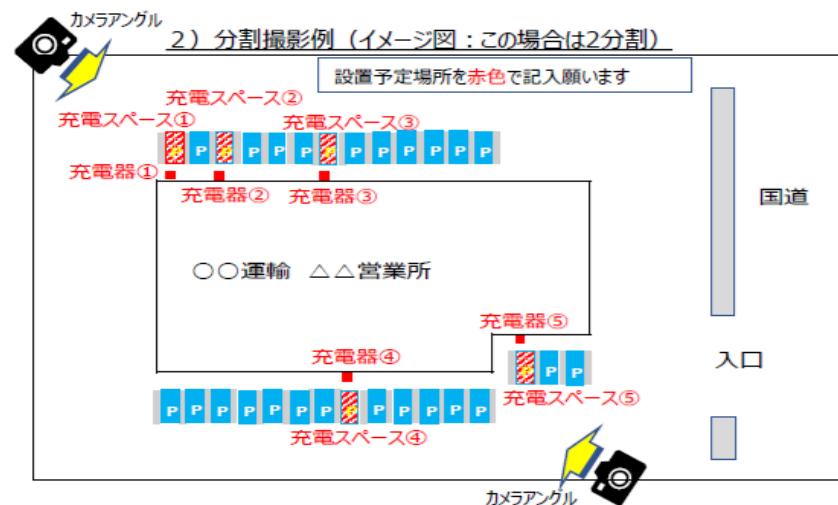 カメラアングル
2）分割撮影例（イメージ図：この場合は2分割）
設置予定場所を赤色で記入願います
充電スペース②
充電スペース①
充電スペース③
P P P P P P P P P P P P P
充電器①
充電器②
充電器③
国道
〇〇運輸 △△営業所
充電器⑤
充電器④
入口
P P P
充電スペース⑤
P P P P P P P P P P P P P
充電スペース④
カメラアングル